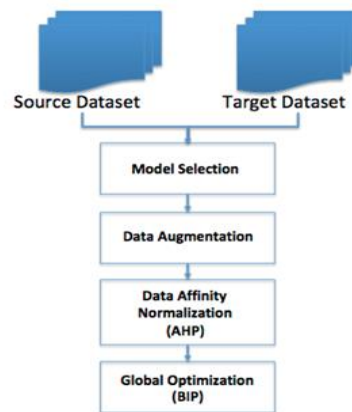 Source Dataset
Target Dataset
Model Selection
Data Augmentation
Data Affinity
Normalization
(AHP)
Global Optimization
(BIP)